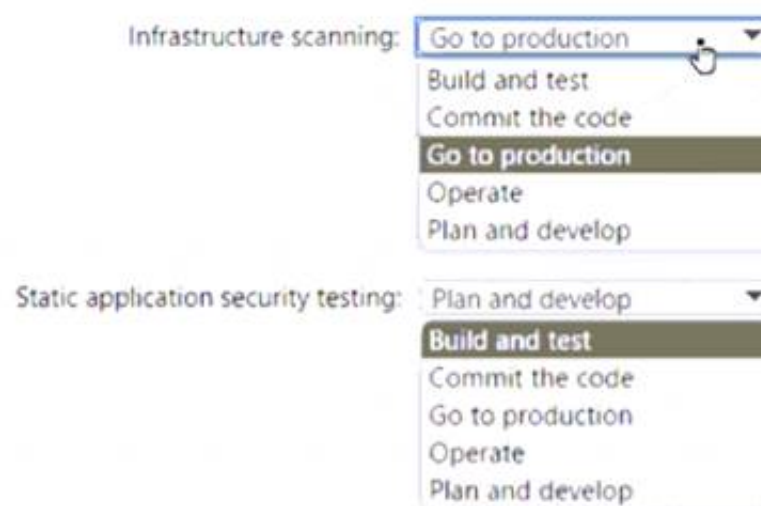 Infrastructure scanning: Go to production
Build and test
Commit the code
Go to production
Operate
Plan and develop
Static application security testing: Plan and develop
Build and test
Commit the code
Go to production
Operate
Plan and develop